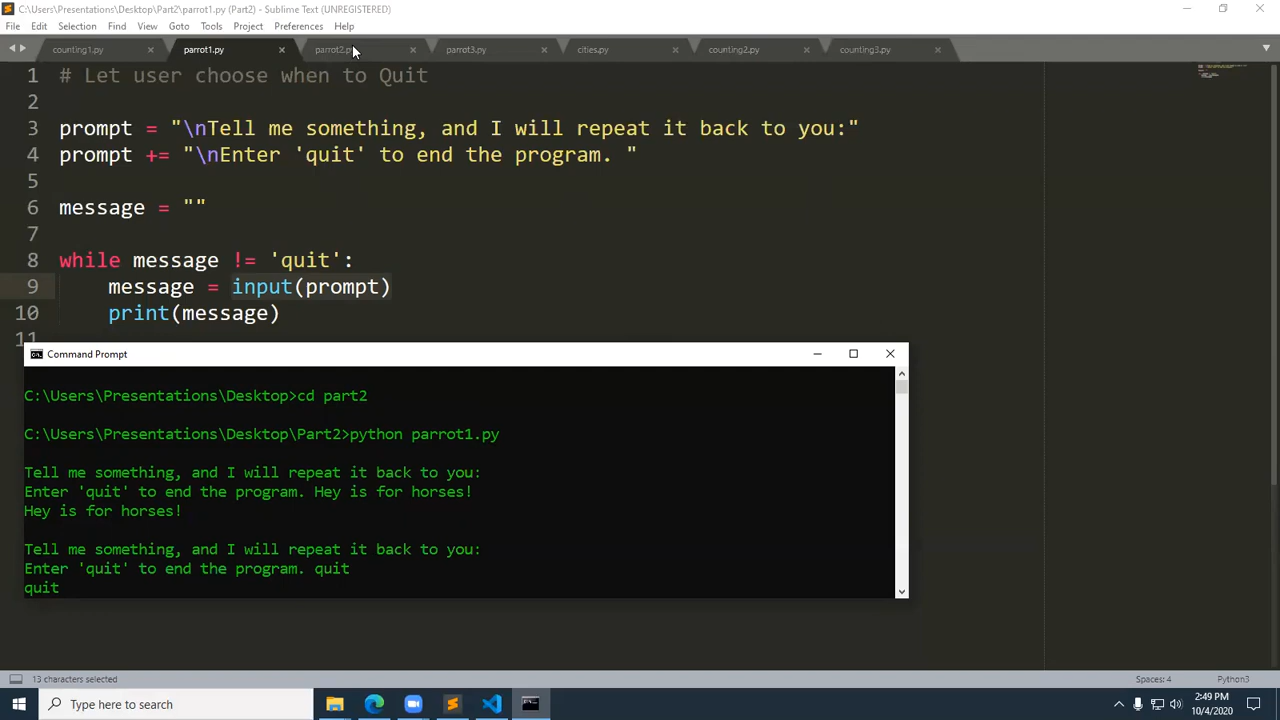 C:\Users\Presentations\Desktop\Part2\parrot1.py (Part2) - Sublime Text (UNREGISTERED)
File Edit Selection Find View Goto Tools Project Preferences Help
counting1.py parrot1.py parrot2.py parrot3.py cities.py counting2.py counting3.py
1 # Let user choose when to Quit
2
3 prompt = "\nTell me something, and I will repeat it back to you:"
4 prompt += "\nEnter 'quit' to end the program. "
5
6 message = ""
7
8 while message != 'quit':
9 message = input(prompt)
10 print(message)
11
Command Prompt
C:\Users\Presentations\Desktop>cd part2
C:\Users\Presentations\Desktop\Part2>python parrot1.py
Tell me something, and I will repeat it back to you:
Enter 'quit' to end the program. Hey is for horses!
Hey is for horses!
Tell me something, and I will repeat it back to you:
Enter 'quit' to end the program. quit
quit
13 characters selected Spaces: 4 Python3
Type here to search
2:49 PM
10/4/2020